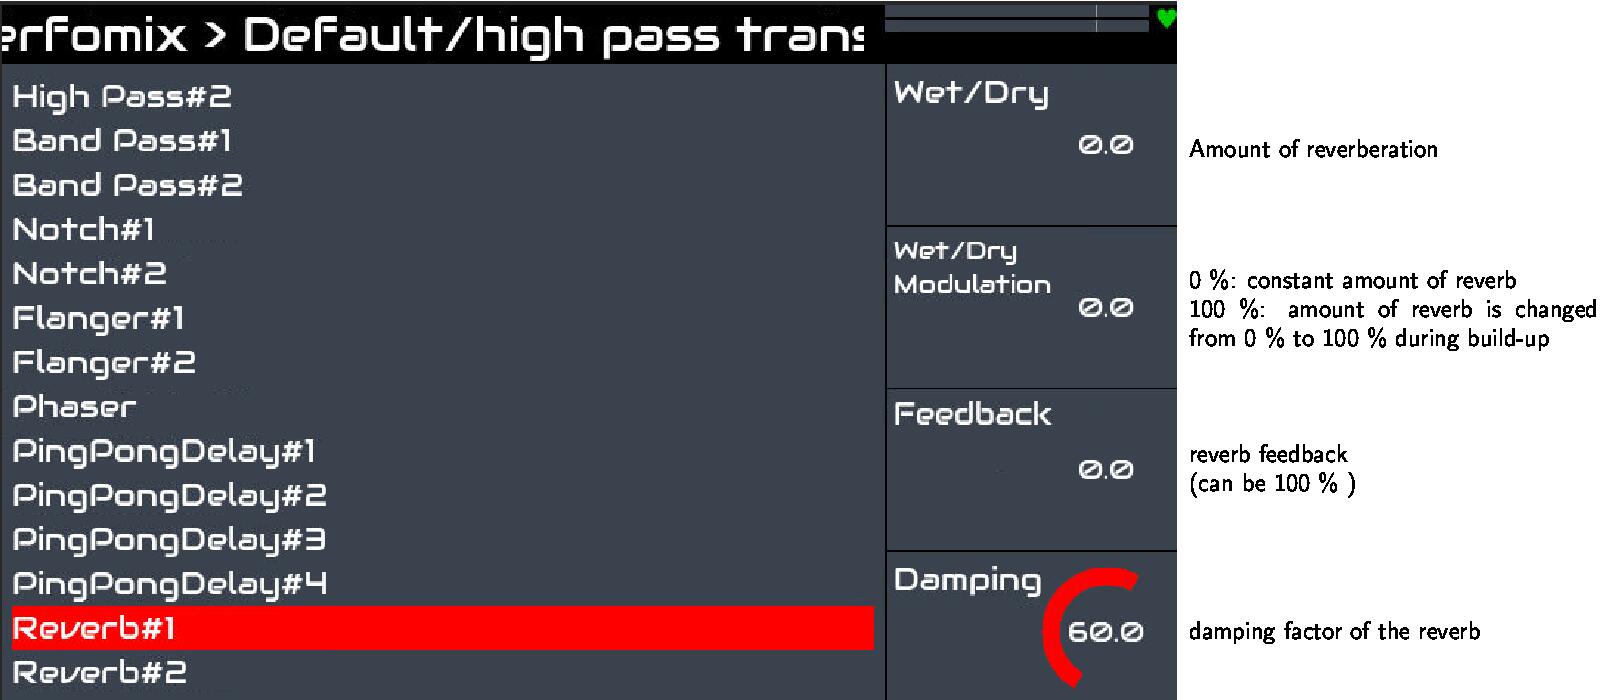 erfomix > Default/high pass trans
High Pass#2
Band Pass#1
Band Pass#2
Notch#1
Notch#2
Flanger#1
Flanger#2
Phaser
PingPongDelay#1
PingPongDelay#2
PingPongDelay#3
PingPongDelay#4
Reverb#1
Reverb#2
Wet/Dry
0.0
Amount of reverberation
Wet/Dry
Modulation
0.0
0 %: constant amount of reverb
100 %: amount of reverb is changed
from 0 % to 100 % during build-up
Feedback
0.0
reverb feedback
(can be 100 % )
Damping
60.0
damping factor of the reverb